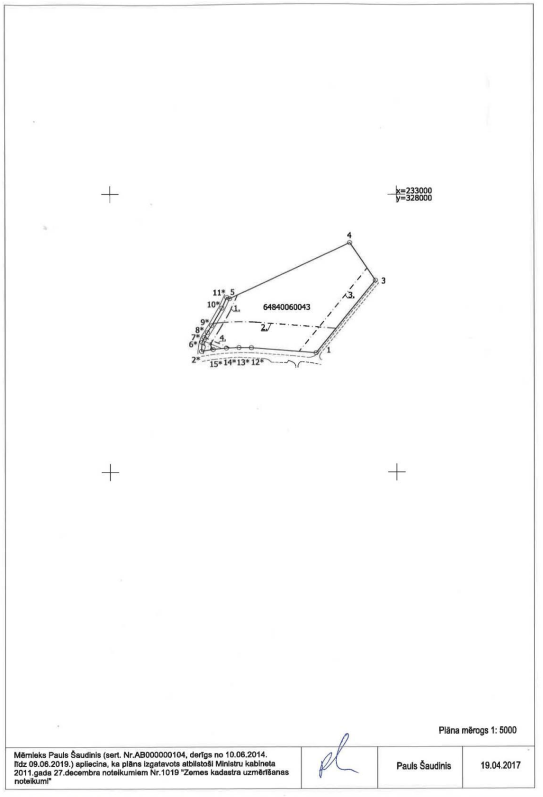 x=233000
y=328000
4
3
11* 5
10*
1.
3.
64840060043
9*
2.
8*
7*
4.
6*
1
2*
15* 14* 13* 12*
Plāna mērogs 1: 5000
Mērnieks Pauls Šaudinis (sert. Nr.AB000000104, derīgs no 10.06.2014.
līdz 09.06.2019.) apliecina, ka plāns izgatavots atbilstoši Ministru kabineta
2011.gada 27.decembra noteikumiem Nr.1019 "Zemes kadastra uzmērīšanas
noteikumi"
Pauls Šaudinis
19.04.2017